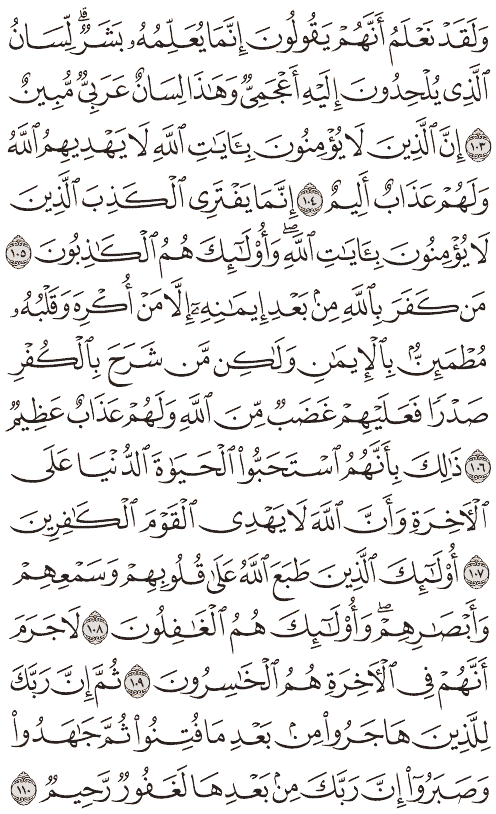 وَلَقَدْ نَعْلَمُ أَنَّهُمْ يَقُولُونَ إِنَّمَا يُعَلِّمُهُۥ بَشَرٌۗ لِّسَانُ
ٱلَّذِى يُلْحِدُونَ إِلَيْهِ أَعْجَمِىٌّ وَهَٰذَا لِسَانٌ عَرَبِىٌّ مُّبِينٌ
١٠٣ إِنَّ ٱلَّذِينَ لَا يُؤْمِنُونَ بِـَٔايَٰتِ ٱللَّهِ لَا يَهْدِيهِمُ ٱللَّهُ
وَلَهُمْ عَذَابٌ أَلِيمٌ ١٠٤ إِنَّمَا يَفْتَرِى ٱلْكَذِبَ ٱلَّذِينَ
لَا يُؤْمِنُونَ بِـَٔايَٰتِ ٱللَّهِۖ وَأُو۟لَٰٓئِكَ هُمُ ٱلْكَٰذِبُونَ ١٠٥
مَن كَفَرَ بِٱللَّهِ مِنۢ بَعْدِ إِيمَٰنِهِۦٓ إِلَّا مَنْ أُكْرِهَ وَقَلْبُهُۥ
مُطْمَئِنٌّۢ بِٱلْإِيمَٰنِ وَلَٰكِن مَّن شَرَحَ بِٱلْكُفْرِ
صَدْرًا فَعَلَيْهِمْ غَضَبٌ مِّنَ ٱللَّهِ وَلَهُمْ عَذَابٌ عَظِيمٌ
١٠٦ ذَٰلِكَ بِأَنَّهُمُ ٱسْتَحَبُّوا۟ ٱلْحَيَوٰةَ ٱلدُّنْيَا عَلَى
ٱلْءَاخِرَةِ وَأَنَّ ٱللَّهَ لَا يَهْدِى ٱلْقَوْمَ ٱلْكَٰفِرِينَ
١٠٧ أُو۟لَٰٓئِكَ ٱلَّذِينَ طَبَعَ ٱللَّهُ عَلَىٰ قُلُوبِهِمْ وَسَمْعِهِمْ
وَأَبْصَٰرِهِمْۖ وَأُو۟لَٰٓئِكَ هُمُ ٱلْغَٰفِلُونَ ١٠٨ لَا جَرَمَ
أَنَّهُمْ فِى ٱلْءَاخِرَةِ هُمُ ٱلْخَٰسِرُونَ ١٠٩ ثُمَّ إِنَّ رَبَّكَ
لِلَّذِينَ هَاجَرُوا۟ مِنۢ بَعْدِ مَا فُتِنُوا۟ ثُمَّ جَٰهَدُوا۟
وَصَبَرُوٓا۟ إِنَّ رَبَّكَ مِنۢ بَعْدِهَا لَغَفُورٌ رَّحِيمٌ ١١٠